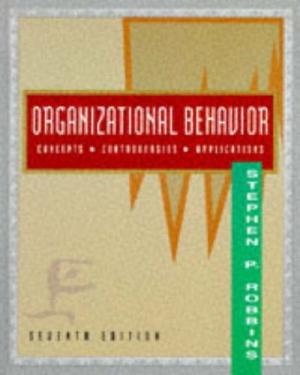 ORGANIZATIONAL BEHAVIOR
CONCEPTS • CONTROVERSIES • APPLICATIONS
STEPHEN P. ROBBINS
SEVENTH EDITION